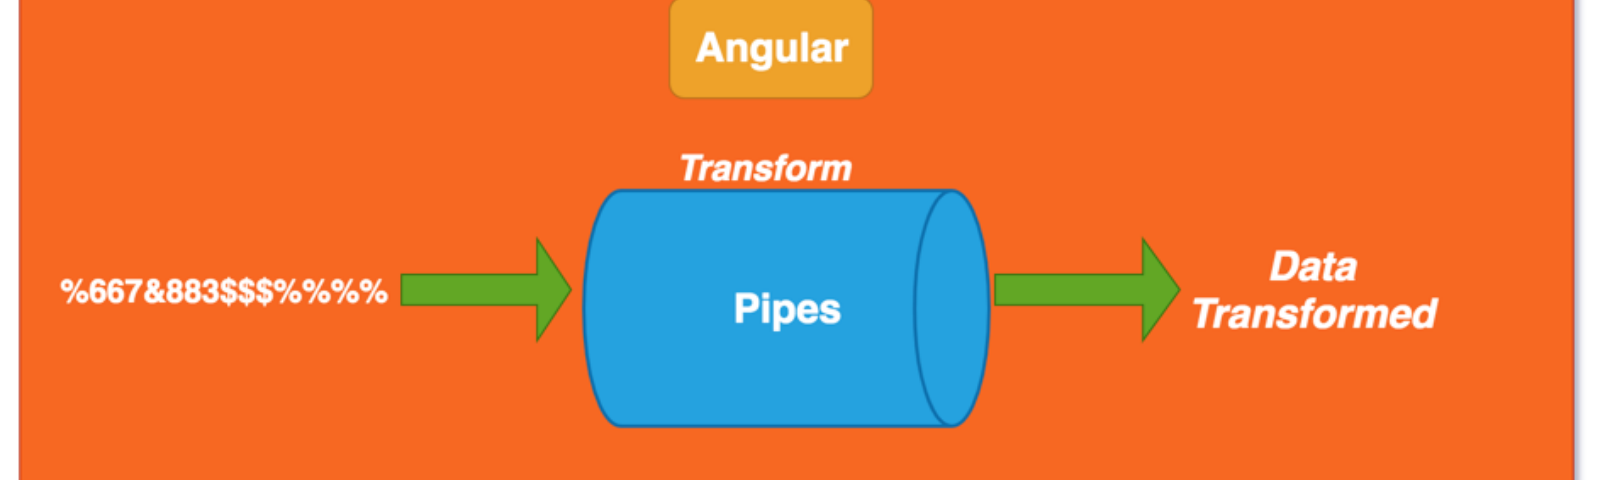 Angular
Transform
%667&883$$$%%%%
Pipes
Data
Transformed